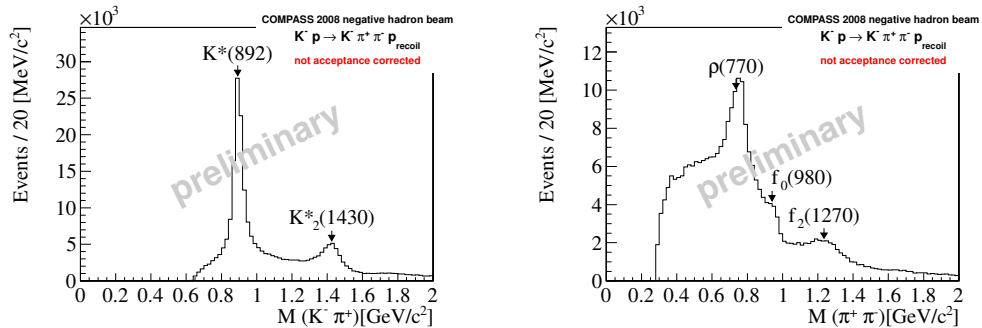 ×10³
COMPASS 2008 negative hadron beam
K⁻ p → K⁻ π⁺ π⁻ p_recoil
not acceptance corrected
K*(892)
K*₂(1430)
preliminary
Events / 20 [MeV/c²]
30
25
20
15
10
5
0
0 0.2 0.4 0.6 0.8 1 1.2 1.4 1.6 1.8 2
M (K⁻ π⁺)[GeV/c²]
×10³
COMPASS 2008 negative hadron beam
K⁻ p → K⁻ π⁺ π⁻ p_recoil
not acceptance corrected
ρ(770)
f₀(980)
f₂(1270)
preliminary
Events / 20 [MeV/c²]
12
10
8
6
4
2
0
0 0.2 0.4 0.6 0.8 1 1.2 1.4 1.6 1.8 2
M (π⁺ π⁻)[GeV/c²]